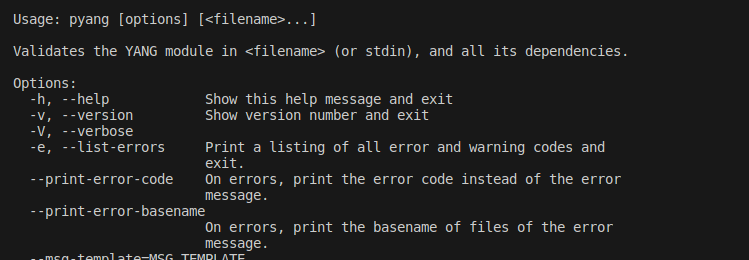 Usage: pyang [options] [<filename>...]
Validates the YANG module in <filename> (or stdin), and all its dependencies.
Options:
-h, --help Show this help message and exit
-v, --version Show version number and exit
-V, --verbose
-e, --list-errors Print a listing of all error and warning codes and
exit.
--print-error-code On errors, print the error code instead of the error
message.
--print-error-basename
On errors, print the basename of files of the error
message.
--msg-template=MSG_TEMPLATE